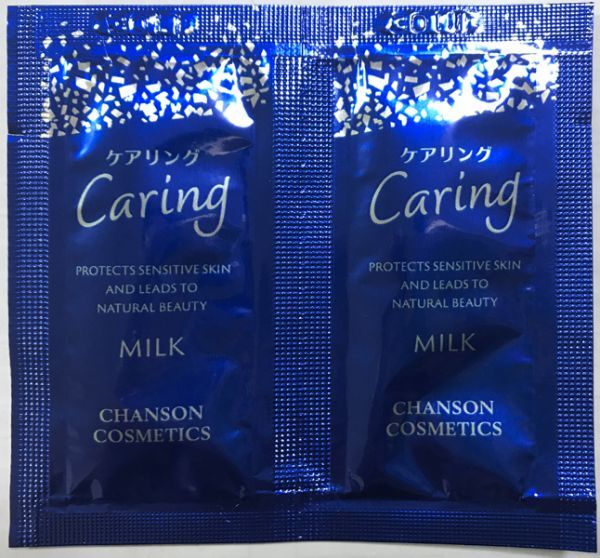 ケアリング
Caring
PROTECTS SENSITIVE SKIN
AND LEADS TO
NATURAL BEAUTY
MILK
CHANSON
COSMETICS
ケアリング
Caring
PROTECTS SENSITIVE SKIN
AND LEADS TO
NATURAL BEAUTY
MILK
CHANSON
COSMETICS